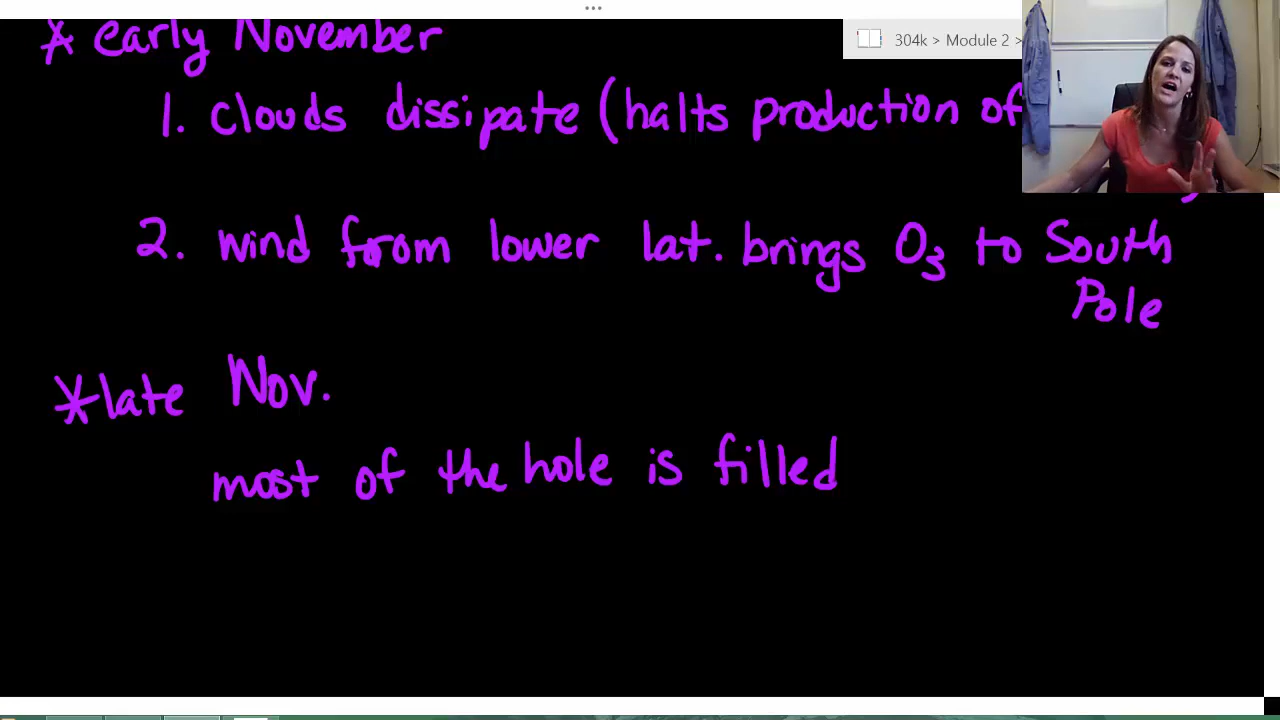 * early November
304k > Module 2 >
1. clouds dissipate (halts production of
2. wind from lower lat. brings O₃ to South
Pole
* late Nov.
most of the hole is filled